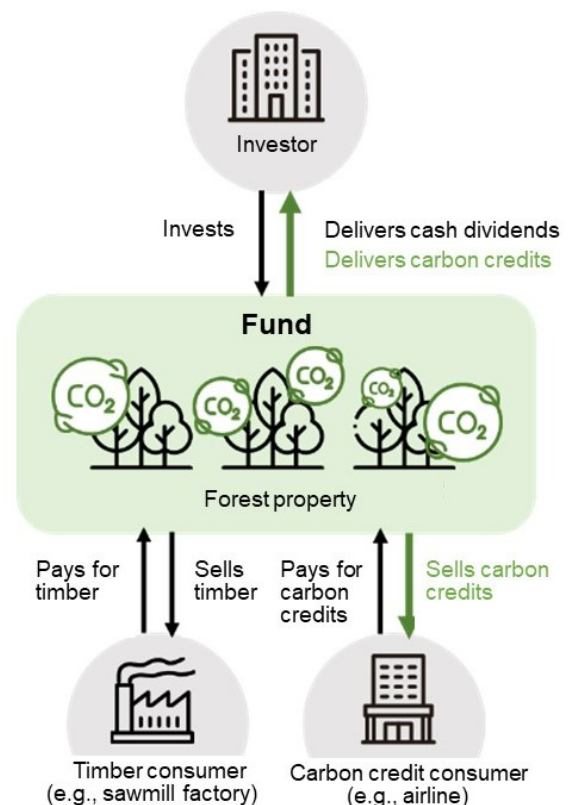 Investor
Invests
Delivers cash dividends
Delivers carbon credits
Fund
CO2
CO2
CO2
CO2
CO2
Forest property
Pays for
timber
Sells
timber
Pays for
carbon
credits
Sells carbon
credits
Timber consumer
(e.g., sawmill factory)
Carbon credit consumer
(e.g., airline)